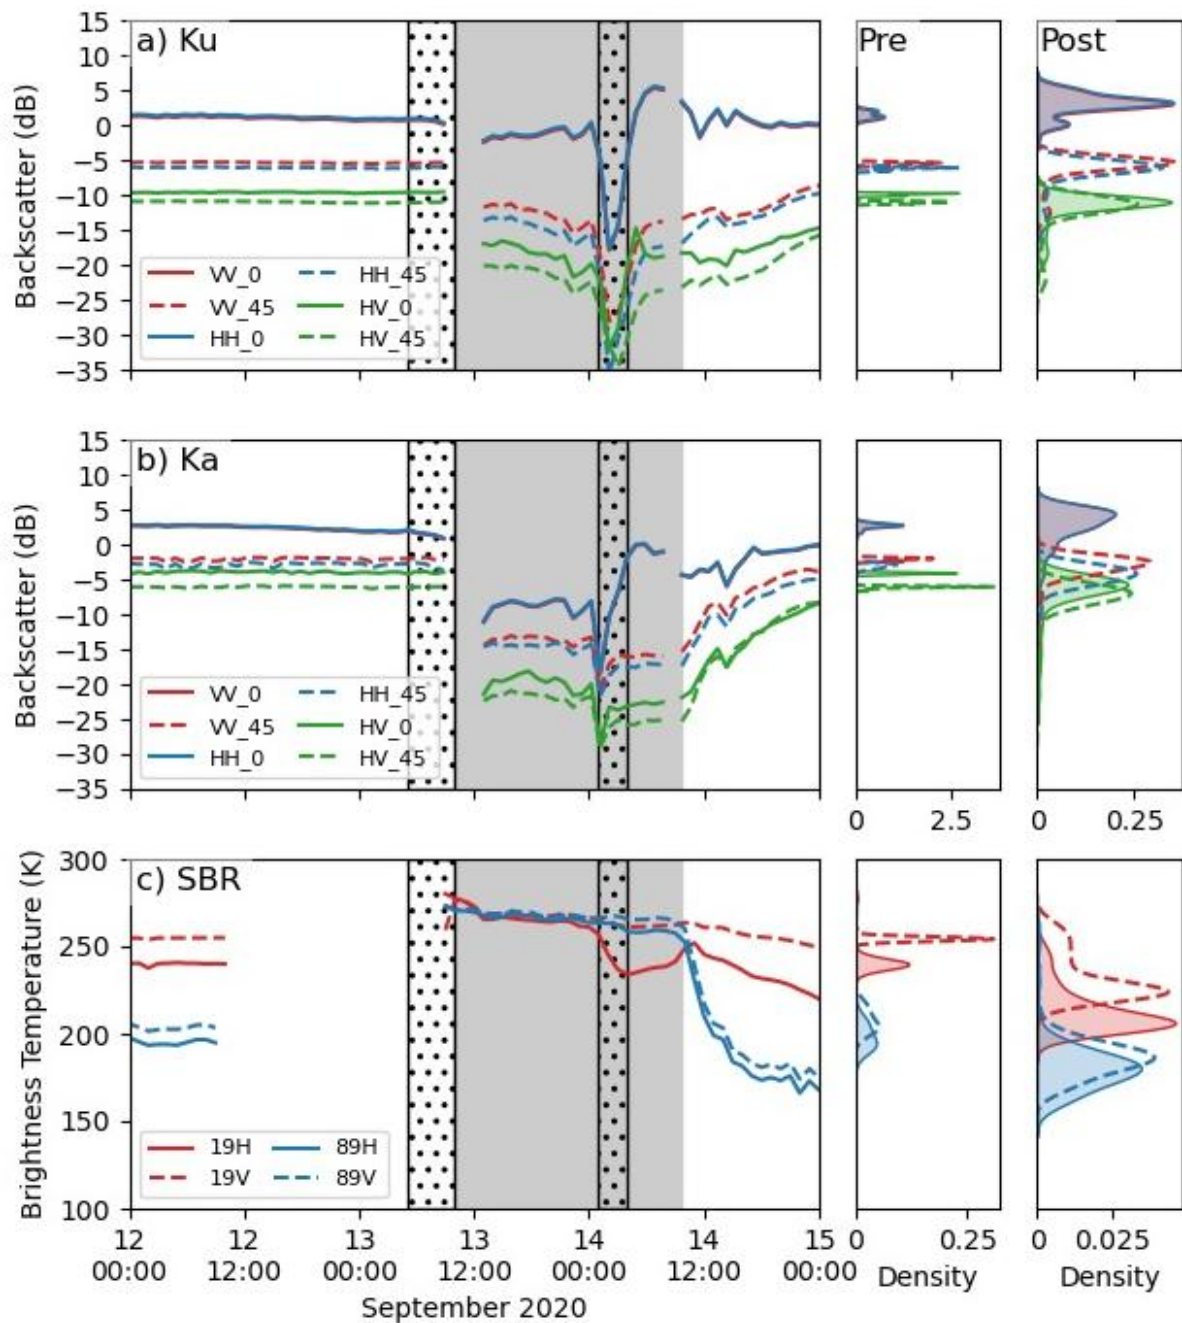 a) Ku
Pre
Post
15
10
5
0
−5
−10
−15
−20
−25
−30
−35
Backscatter (dB)
VV_0 HH_45
VV_45 HV_0
HH_0 HV_45
b) Ka
15
10
5
0
−5
−10
−15
−20
−25
−30
−35
Backscatter (dB)
VV_0 HH_45
VV_45 HV_0
HH_0 HV_45
0 2.5 0 0.25
c) SBR
300
250
200
150
100
Brightness Temperature (K)
19H 89H
19V 89V
12 12 13 13 14 14 15
00:00 12:00 00:00 12:00 00:00 12:00 00:00
0 0.25 0 0.025
Density Density
September 2020